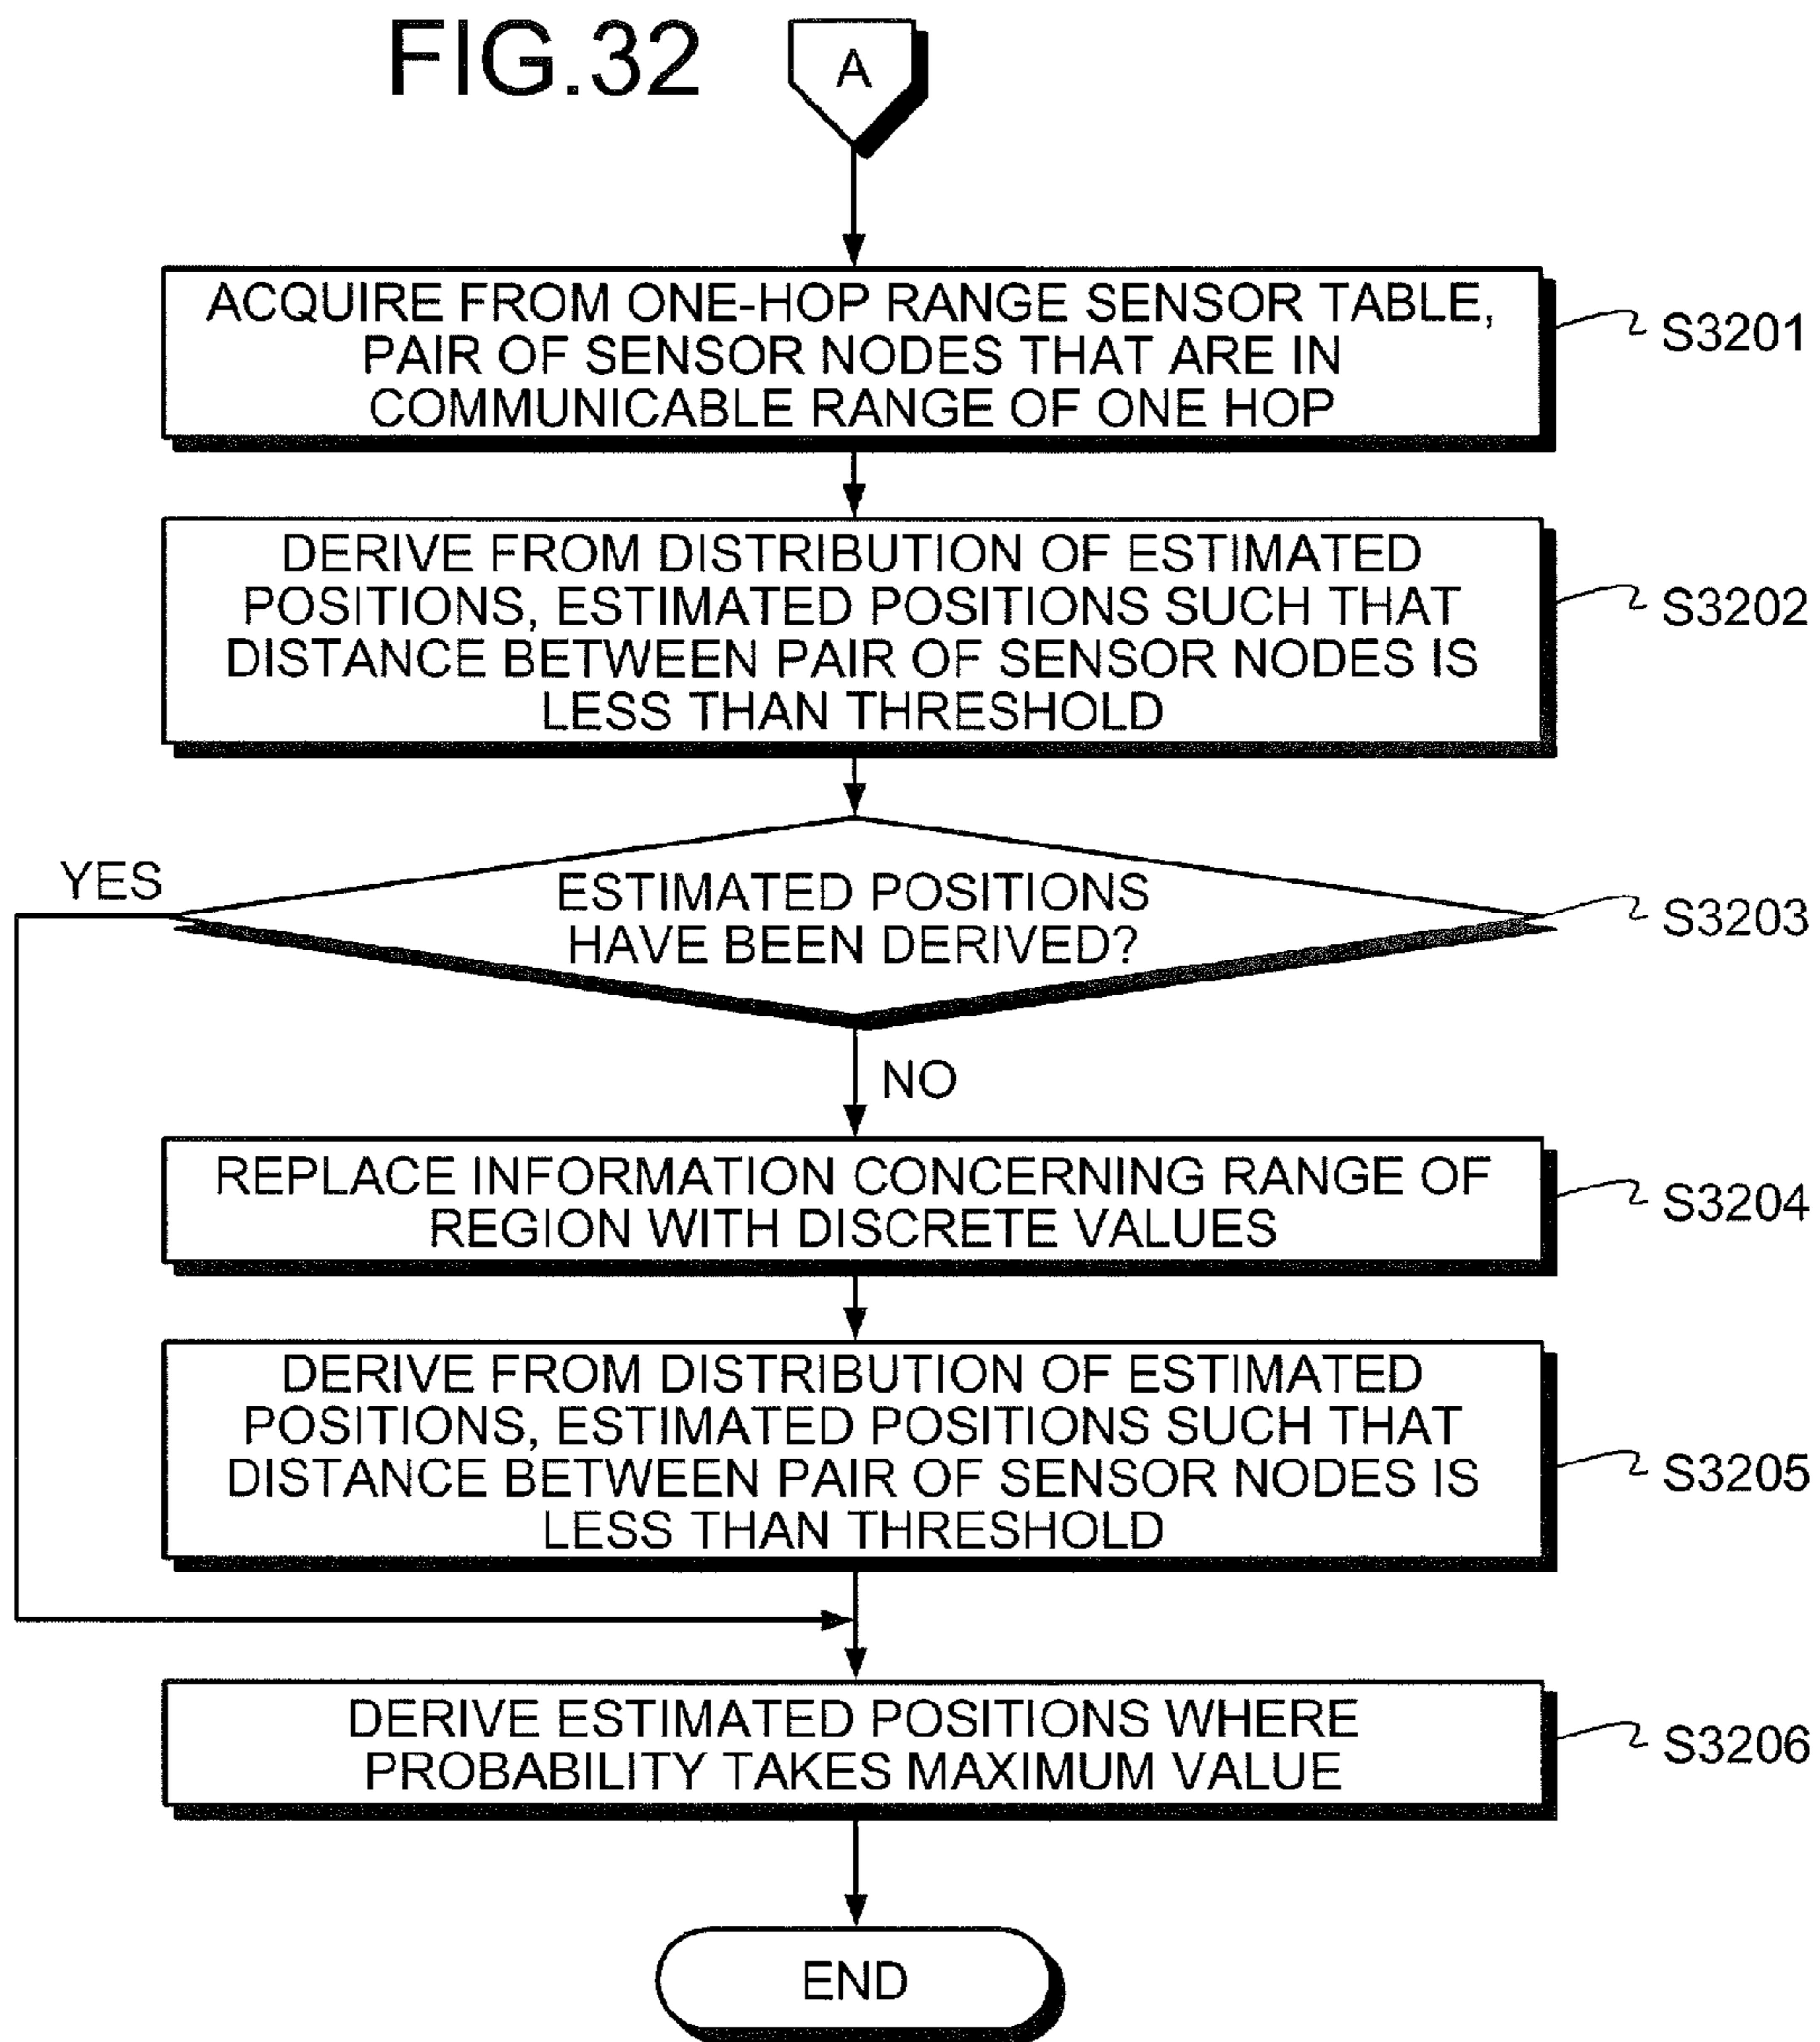 FIG.32
A
ACQUIRE FROM ONE-HOP RANGE SENSOR TABLE,
PAIR OF SENSOR NODES THAT ARE IN
COMMUNICABLE RANGE OF ONE HOP
S3201
DERIVE FROM DISTRIBUTION OF ESTIMATED
POSITIONS, ESTIMATED POSITIONS SUCH THAT
DISTANCE BETWEEN PAIR OF SENSOR NODES IS
LESS THAN THRESHOLD
S3202
YES
ESTIMATED POSITIONS
HAVE BEEN DERIVED?
S3203
NO
REPLACE INFORMATION CONCERNING RANGE OF
REGION WITH DISCRETE VALUES
S3204
DERIVE FROM DISTRIBUTION OF ESTIMATED
POSITIONS, ESTIMATED POSITIONS SUCH THAT
DISTANCE BETWEEN PAIR OF SENSOR NODES IS
LESS THAN THRESHOLD
S3205
DERIVE ESTIMATED POSITIONS WHERE
PROBABILITY TAKES MAXIMUM VALUE
S3206
END